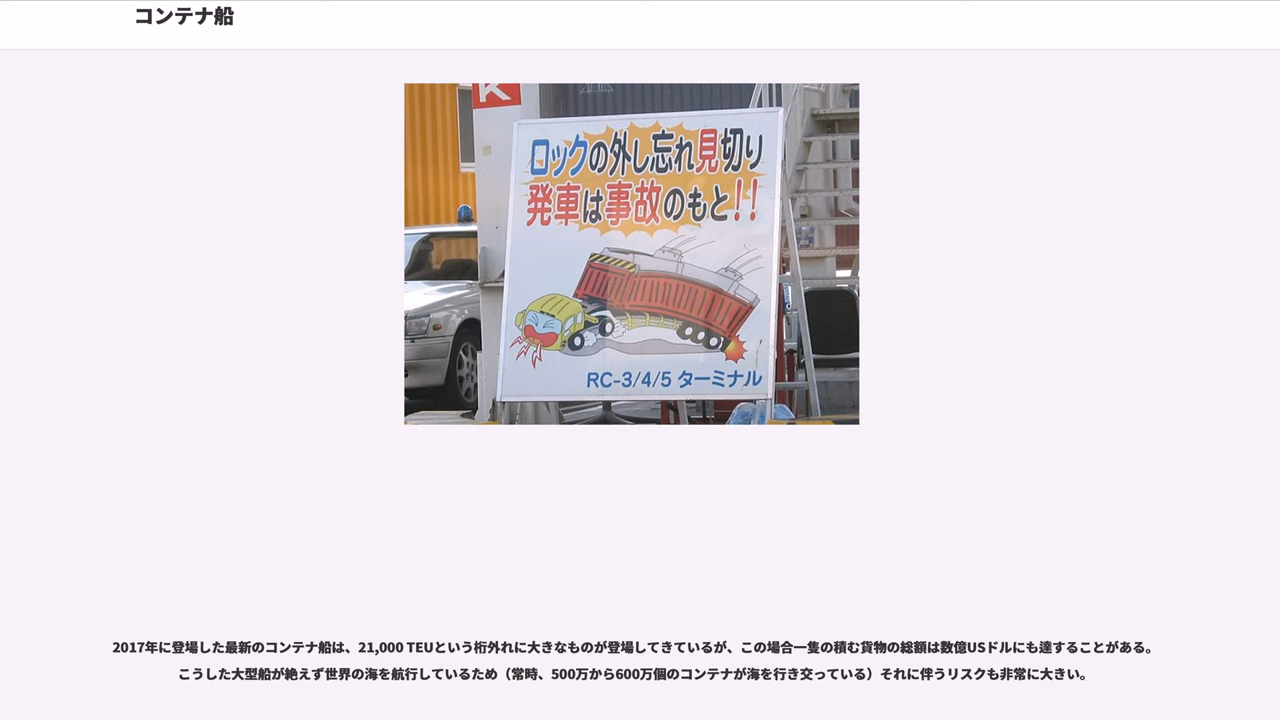 コンテナ船
K
ロックの外し忘れ見切り
発車は事故のもと!!
RC-3/4/5 ターミナル
2017年に登場した最新のコンテナ船は、21,000 TEUという桁外れに大きなものが登場してきているが、この場合一隻の積む貨物の総額は数億USドルにも達することがある。
こうした大型船が絶えず世界の海を航行しているため（常時、500万から600万個のコンテナが海を行き交っている）それに伴うリスクも非常に大きい。